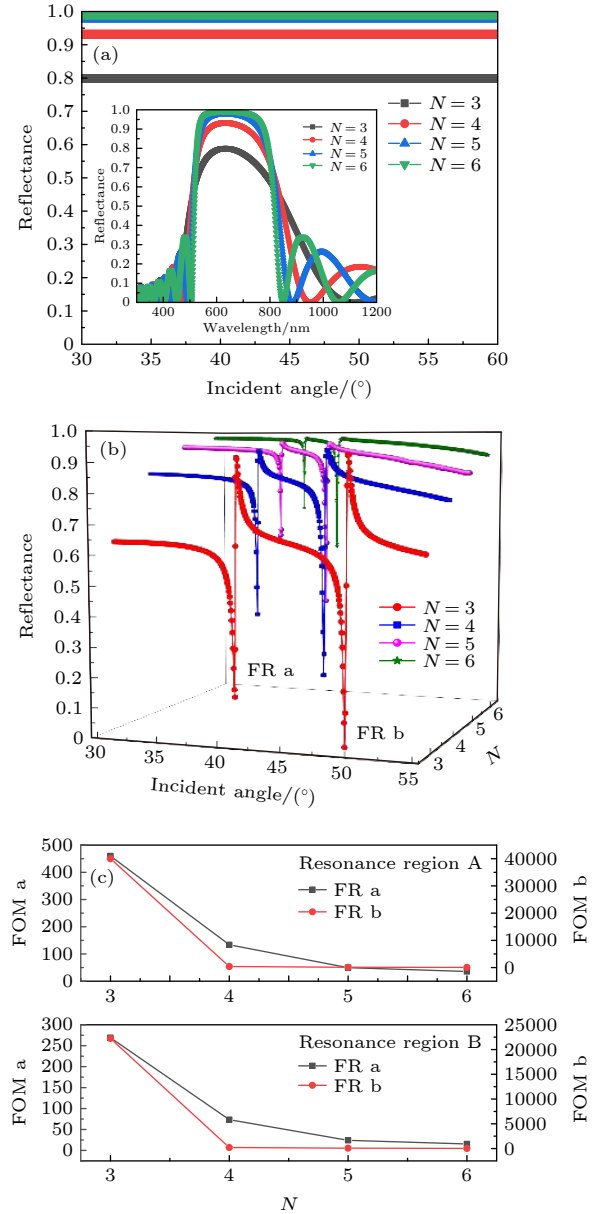 (a)
Reflectance
1.0
0.9
0.8
0.7
0.6
0.5
0.4
0.3
0.2
0.1
0
30
35
40
45
50
55
60
Incident angle/(°)
N = 3
N = 4
N = 5
N = 6
Reflectance
1.0
0.9
0.8
0.7
0.6
0.5
0.4
0.3
0.2
0.1
0
400
600
800
1000
1200
Wavelength/nm
N = 3
N = 4
N = 5
N = 6
(b)
Reflectance
1.0
0.9
0.8
0.7
0.6
0.5
0.4
0.3
0.2
0.1
0
30
35
40
45
50
55
Incident angle/(°)
3
4
5
6
N
FR a
FR b
N = 3
N = 4
N = 5
N = 6
(c)
FOM a
500
400
300
200
100
0
3
4
5
6
Resonance region A
FR a
FR b
40000
30000
20000
10000
0
FOM b
FOM a
300
250
200
150
100
50
0
3
4
5
6
N
Resonance region B
FR a
FR b
25000
20000
15000
10000
5000
0
FOM b